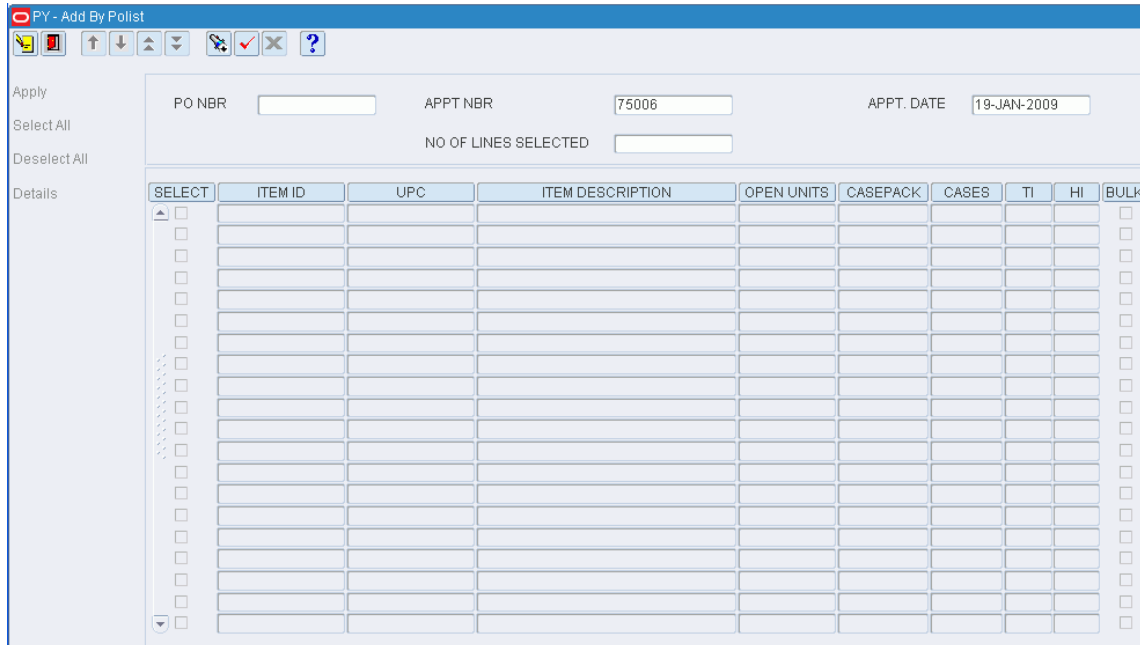 PY - Add By Polist
?
Apply
Select All
Deselect All
Details
PO NBR
APPT NBR 75006
APPT. DATE 19-JAN-2009
NO OF LINES SELECTED
SELECT ITEM ID UPC ITEM DESCRIPTION OPEN UNITS CASEPACK CASES TI HI BULK